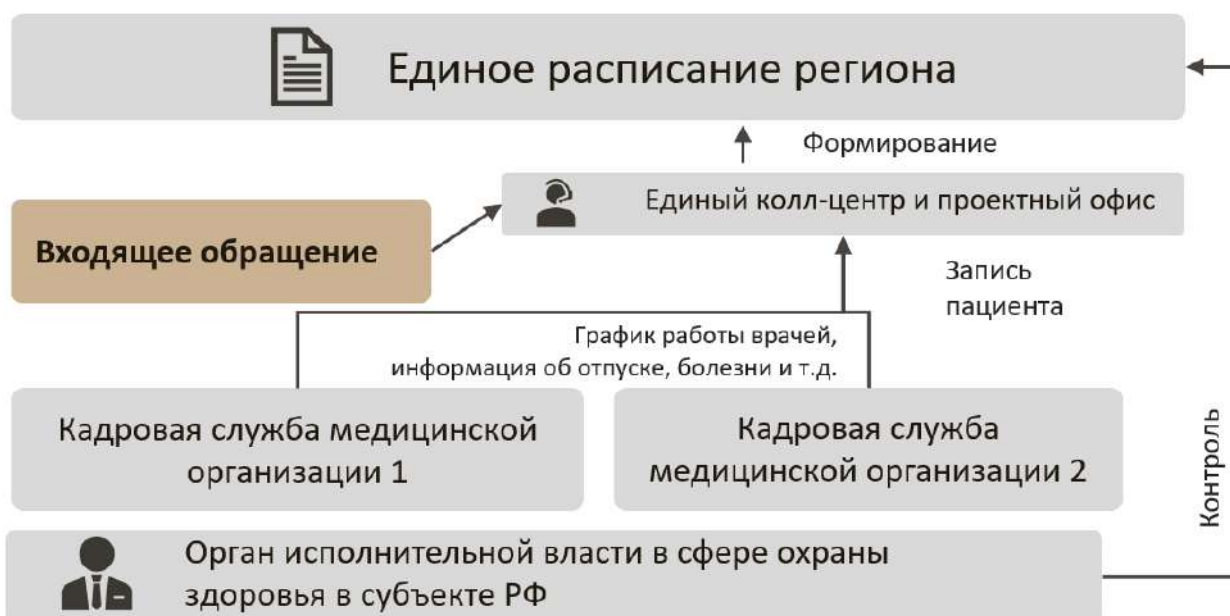 Единое расписание региона
Формирование
Единый колл-центр и проектный офис
Входящее обращение
Запись
пациента
График работы врачей,
информация об отпуске, болезни и т.д.
Кадровая служба медицинской
организации 1
Кадровая служба
медицинской организации 2
Контроль
Орган исполнительной власти в сфере охраны
здоровья в субъекте РФ